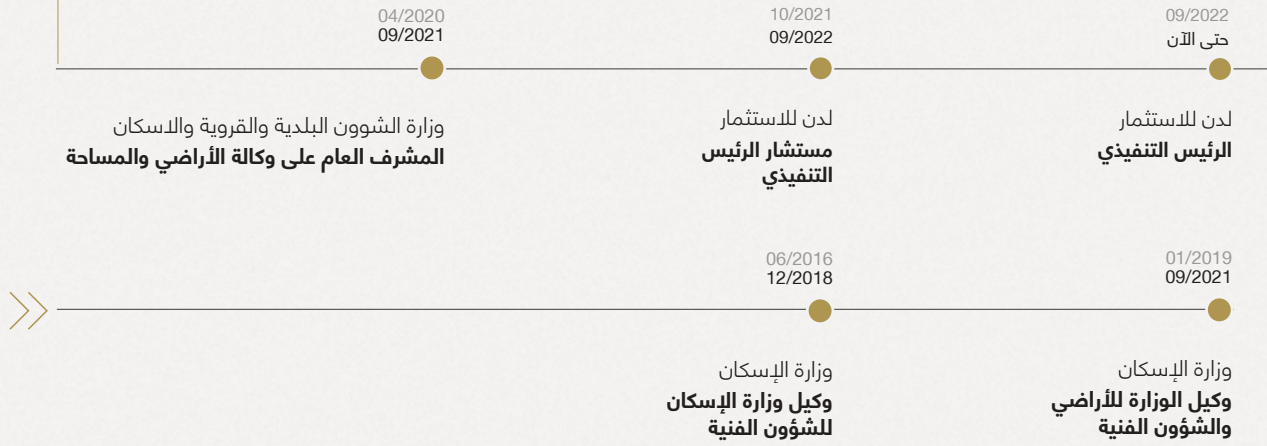 09/2022
حتى الآن
لدن للاستثمار
الرئيس التنفيذي
10/2021
09/2022
لدن للاستثمار
مستشار الرئيس
التنفيذي
04/2020
09/2021
وزارة الشوون البلدية والقروية والاسكان
المشرف العام على وكالة الأراضي والمساحة
01/2019
09/2021
وزارة الإسكان
وكيل الوزارة للأراضي
والشؤون الفنية
06/2016
12/2018
وزارة الإسكان
وكيل وزارة الإسكان
للشؤون الفنية